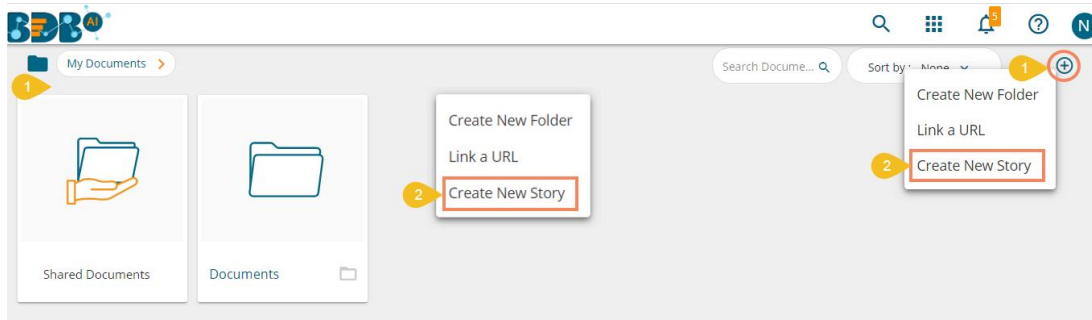 BDB AI
5
N
My Documents
Search Docume...
Sort by : None
1
1
Create New Folder
Link a URL
2 Create New Story
Create New Folder
Link a URL
2 Create New Story
Shared Documents
Documents